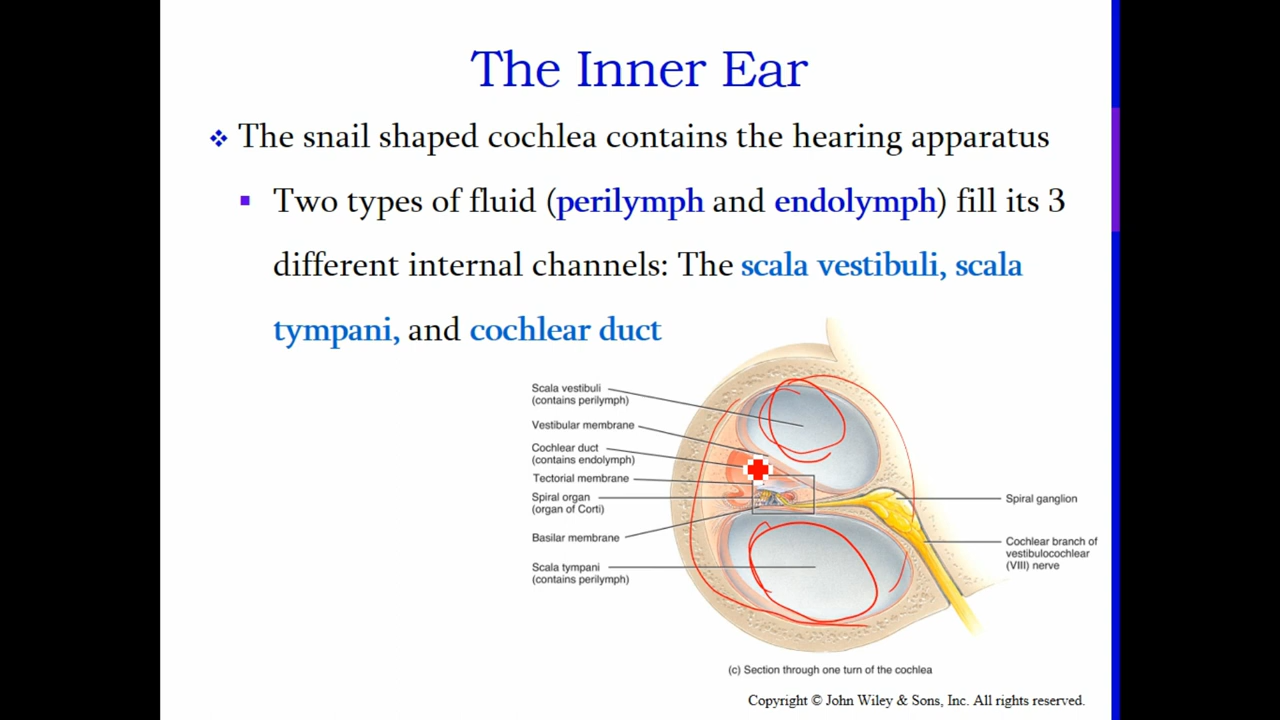 The Inner Ear
The snail shaped cochlea contains the hearing apparatus
Two types of fluid (perilymph and endolymph) fill its 3
different internal channels: The scala vestibuli, scala
tympani, and cochlear duct
Scala vestibuli
(contains perilymph)
Vestibular membrane
Cochlear duct
(contains endolymph)
Tectorial membrane
Spiral organ
(organ of Corti)
Basilar membrane
Scala tympani
(contains perilymph)
Spiral ganglion
Cochlear branch of
vestibulocochlear
(VIII) nerve
(c) Section through one turn of the cochlea
Copyright © John Wiley & Sons, Inc. All rights reserved.